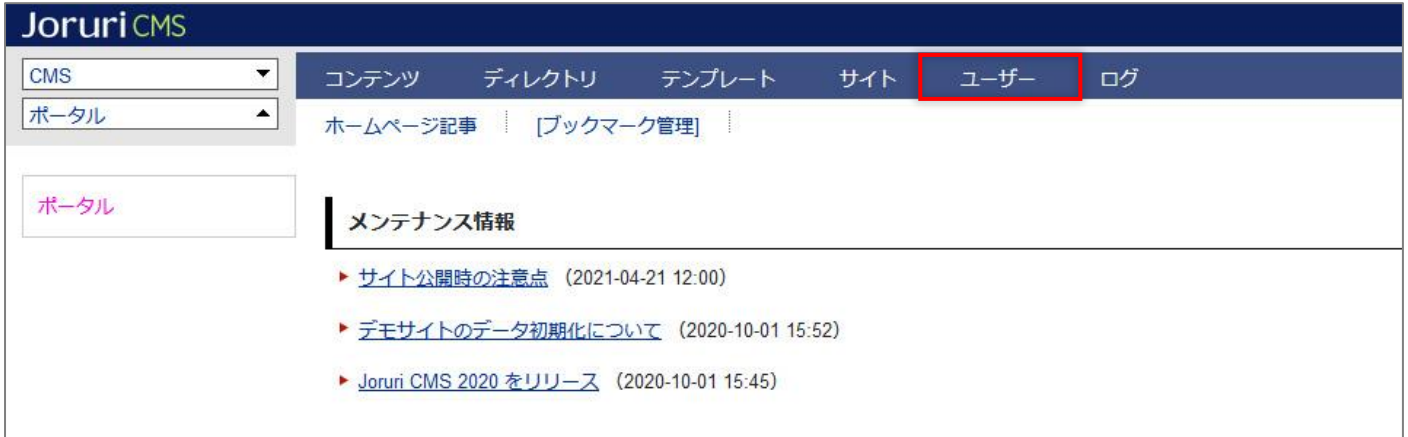 Joruri CMS
CMS
ポータル
コンテンツ ディレクトリ テンプレート サイト ユーザー ログ
ホームページ記事 [ブックマーク管理]
ポータル
メンテナンス情報
サイト公開時の注意点 (2021-04-21 12:00)
デモサイトのデータ初期化について (2020-10-01 15:52)
Joruri CMS 2020 をリリース (2020-10-01 15:45)